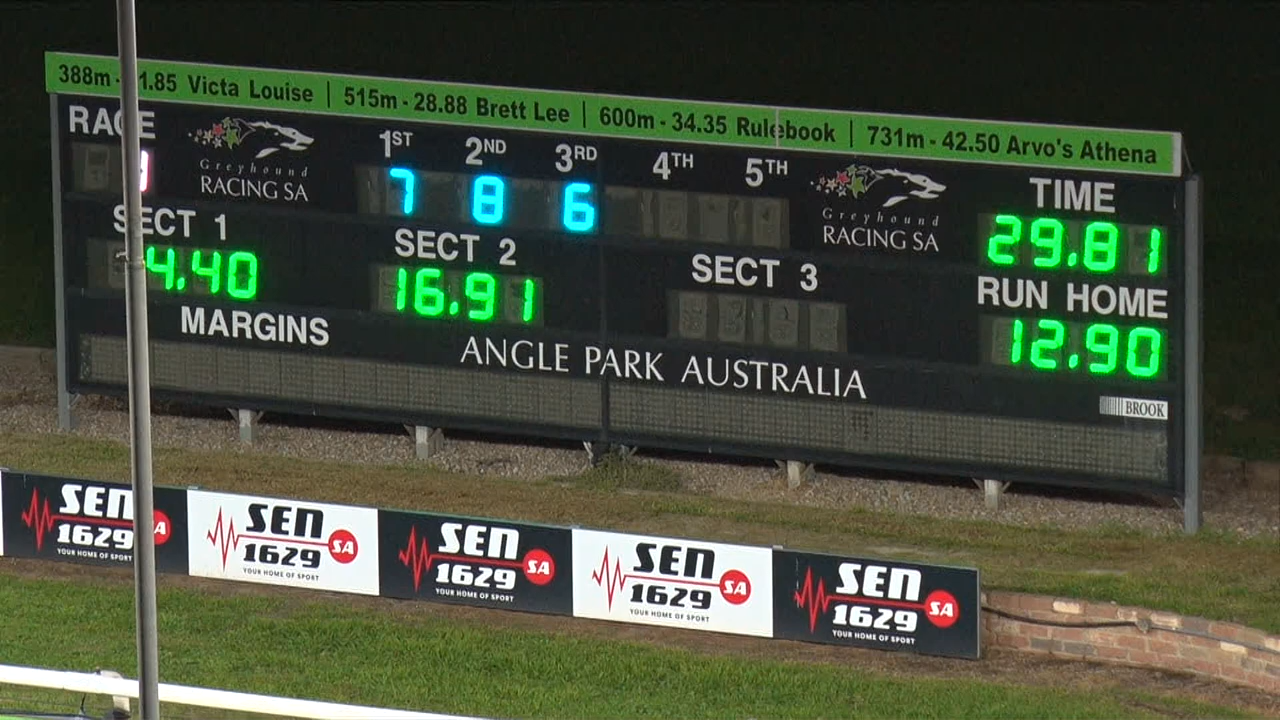 388m - 1.85 Victa Louise | 515m - 28.88 Brett Lee | 600m - 34.35 Rulebook | 731m - 42.50 Arvo's Athena
RACE 1ST 2ND 3RD 4TH 5TH TIME
Greyhound RACING SA 7 8 6 Greyhound RACING SA 29.81
SECT 1 SECT 2 SECT 3 RUN HOME
4.40 16.91 12.90
MARGINS
ANGLE PARK AUSTRALIA
BROOK
SEN 1629 SA
YOUR HOME OF SPORT
SEN 1629 SA
YOUR HOME OF SPORT
SEN 1629 SA
YOUR HOME OF SPORT
SEN 1629 SA
YOUR HOME OF SPORT
SEN 1629 SA
YOUR HOME OF SPORT